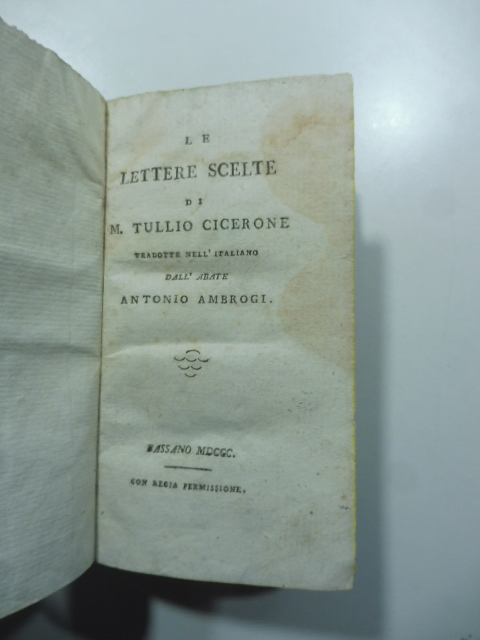 LE
LETTERE SCELTE
DI
M. TULLIO CICERONE
TRADOTTE NELL' ITALIANO
DALL' ABATE
ANTONIO AMBROGI.
BASSANO MDCCC.
CON REGIA PERMISSIONE.